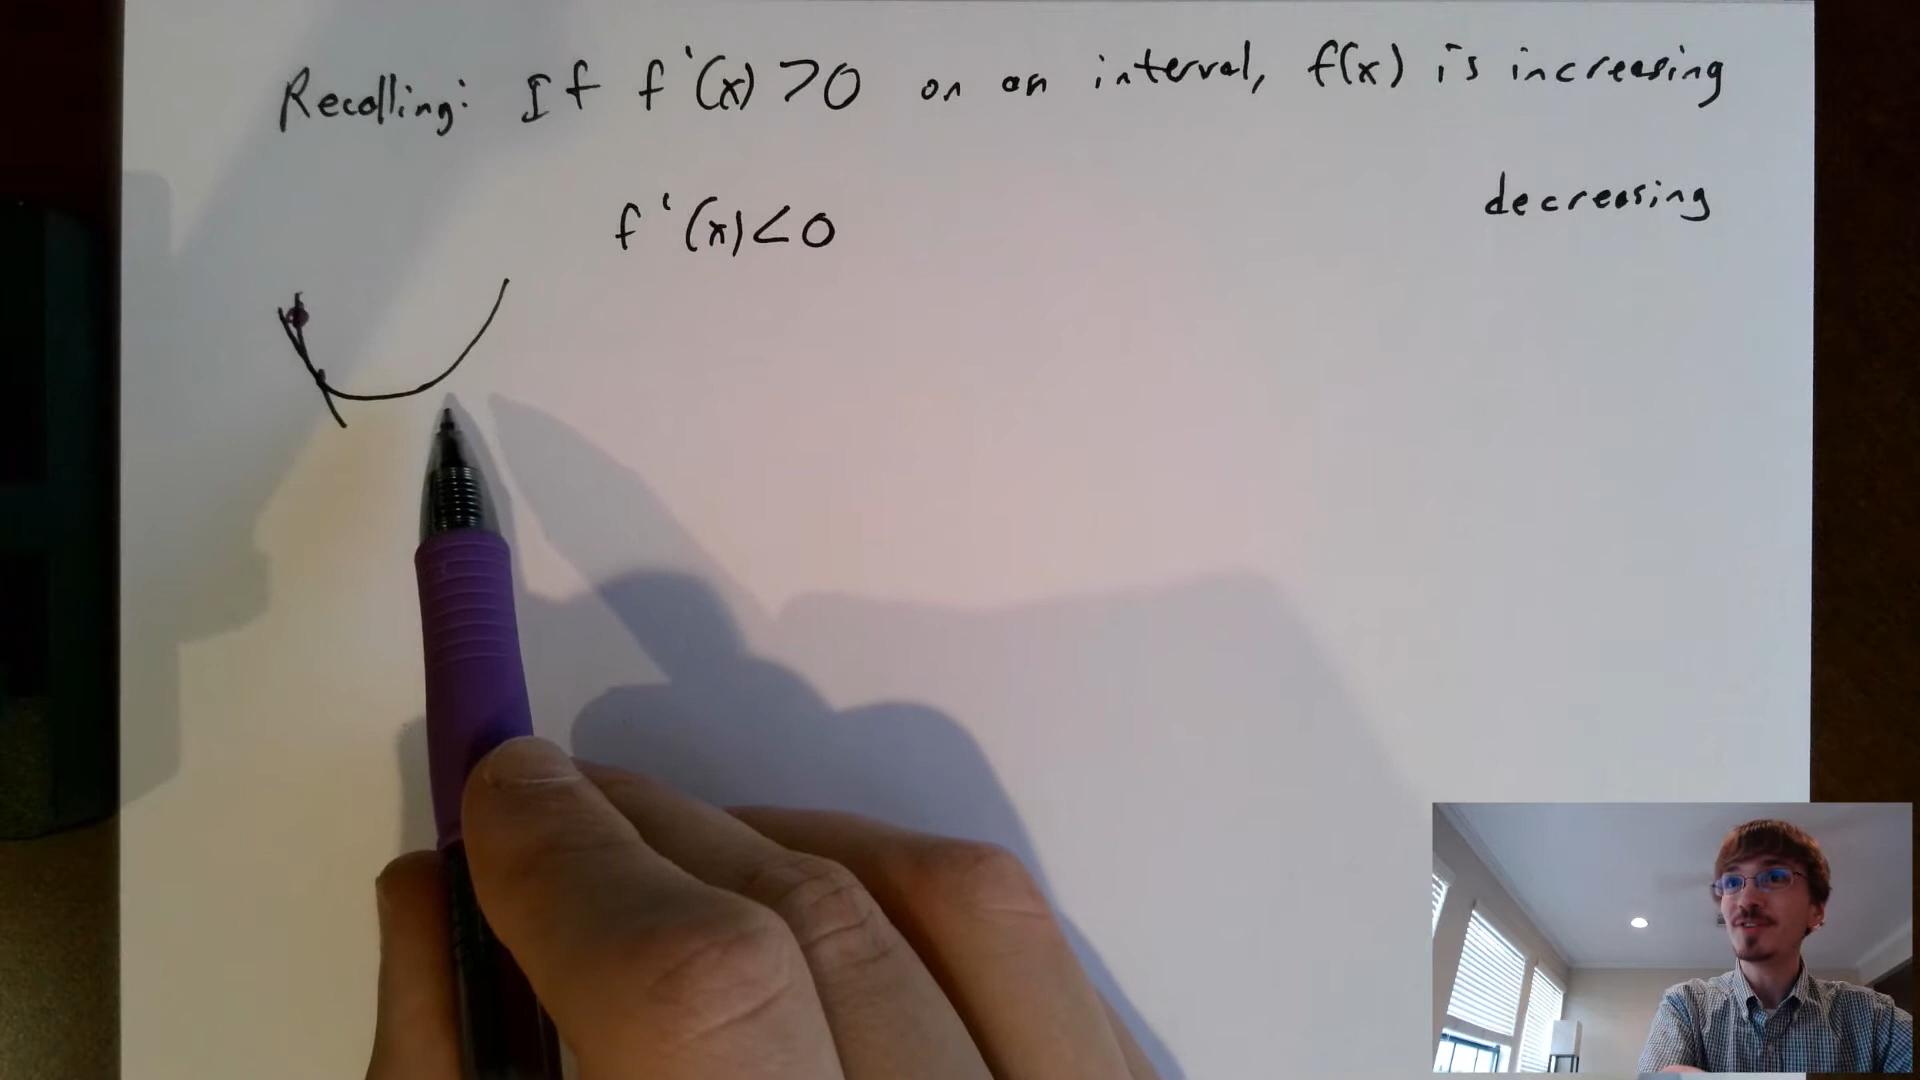 Recalling: If f'(x) >0 on an interval, f(x) is increasing
f'(x)<0 decreasing